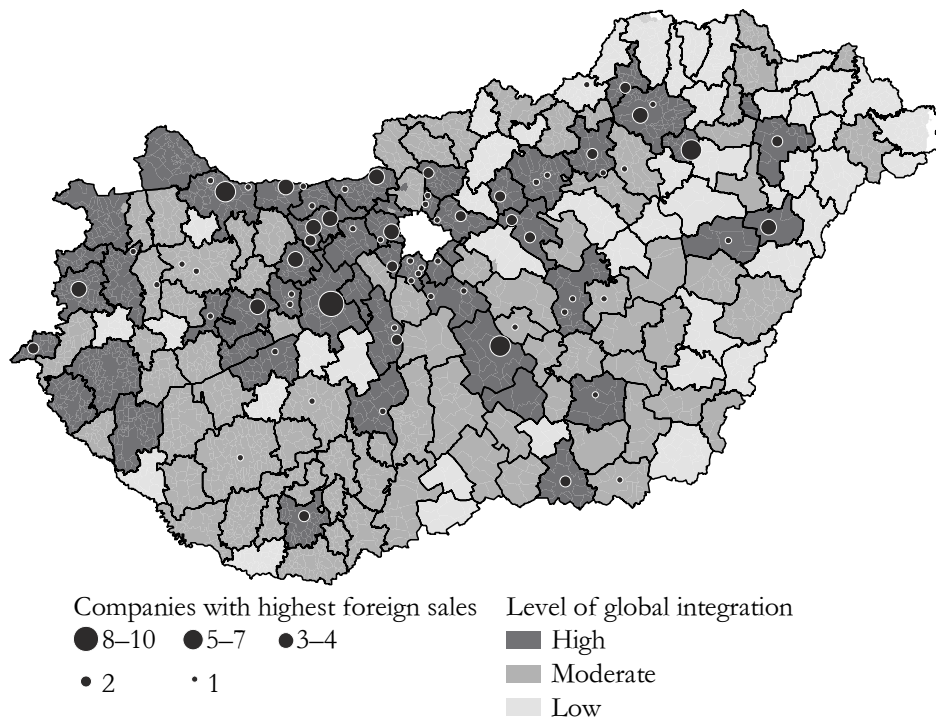 Companies with highest foreign sales
8–10 5–7 3–4
2 1
Level of global integration
High
Moderate
Low